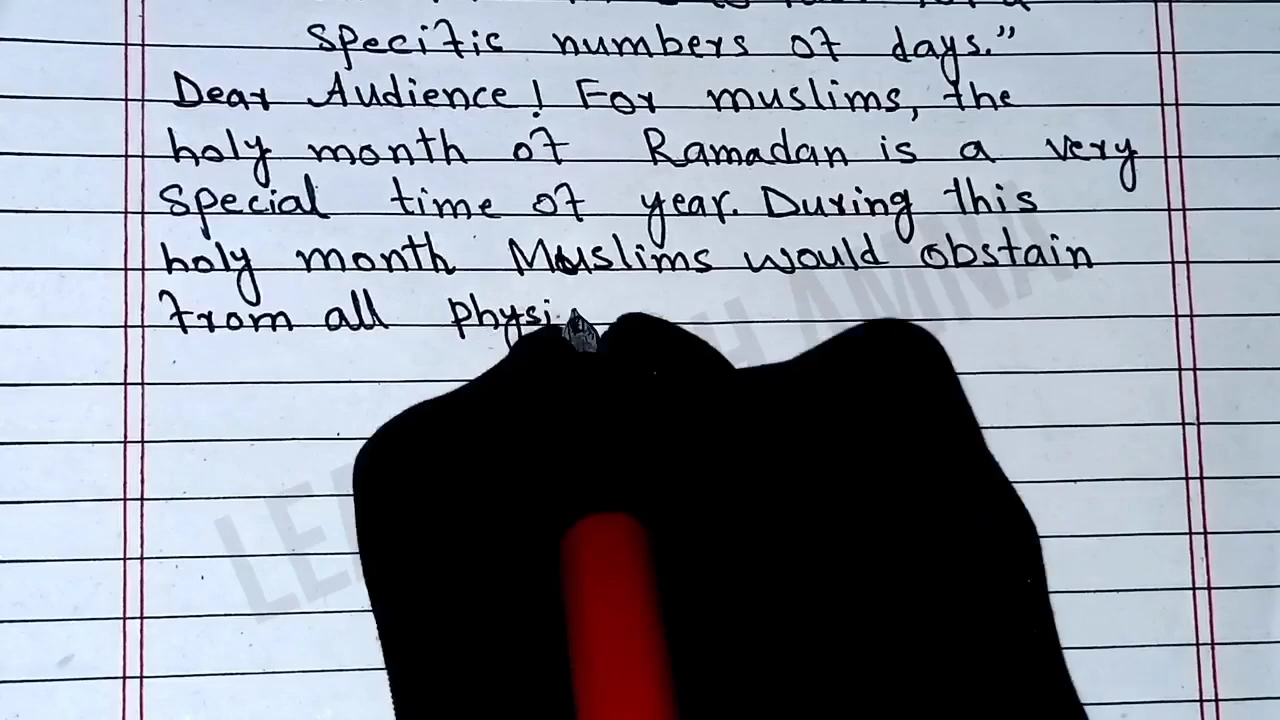 specific numbers of days.”
Dear Audience! For muslims, the
holy month of Ramadan is a very
special time of year. During this
holy month Muslims would obstain
from all physi